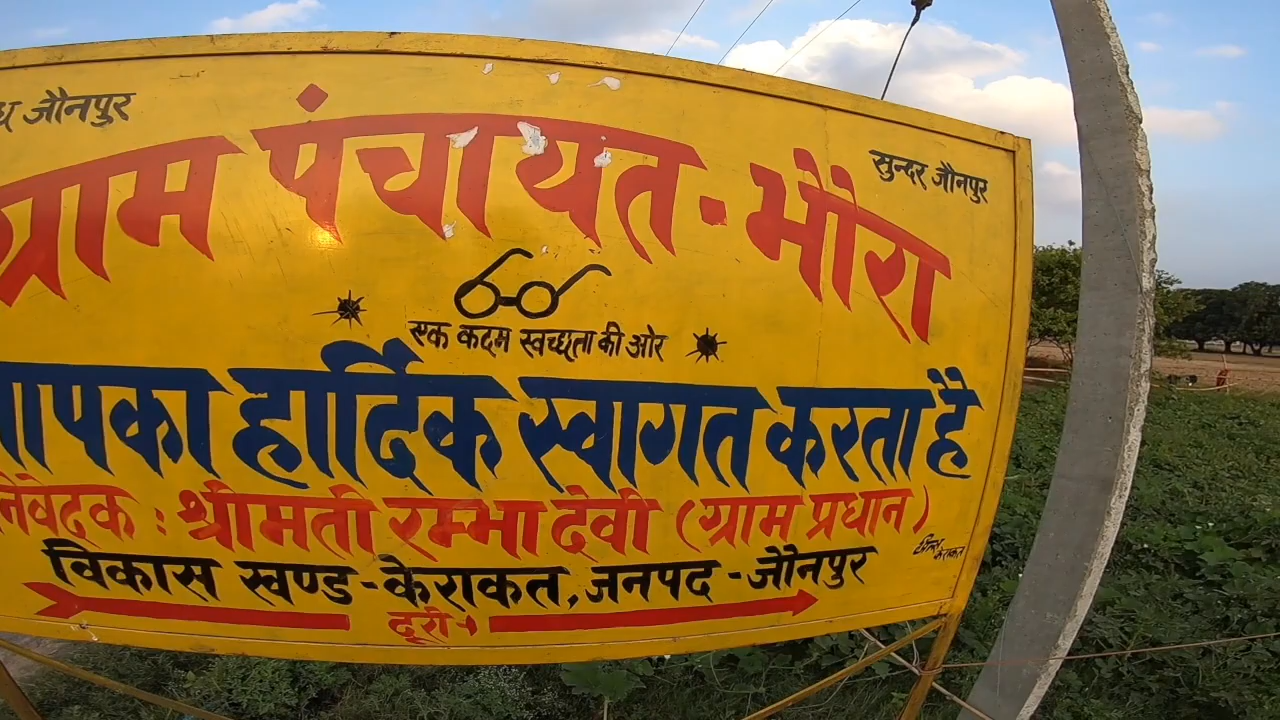 जौनपुर
सुन्दर जौनपुर
ग्राम पंचायत - भौरा
एक कदम स्वच्छता की ओर
आपका हार्दिक स्वागत करता है
निवेदक : श्रीमती रम्भा देवी (ग्राम प्रधान)
विकास खण्ड - केराकत, जनपद - जौनपुर
दूरी
केराकत